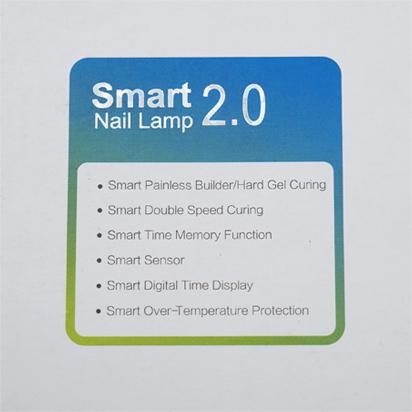 Smart 2.0
Nail Lamp
• Smart Painless Builder/Hard Gel Curing
• Smart Double Speed Curing
• Smart Time Memory Function
• Smart Sensor
• Smart Digital Time Display
• Smart Over-Temperature Protection